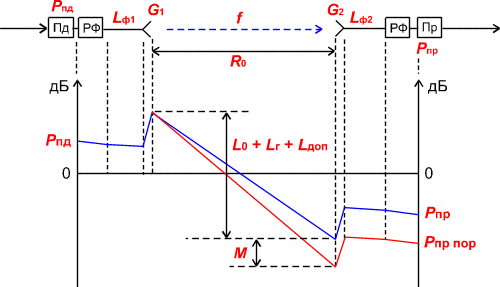 Pпд Lф1 G1 f G2 Lф2
Пд РФ РФ Пр
R0 Pпр
дБ дБ
Pпд L0 + Lг + Lдоп
0 0
Pпр
M Pпр пор